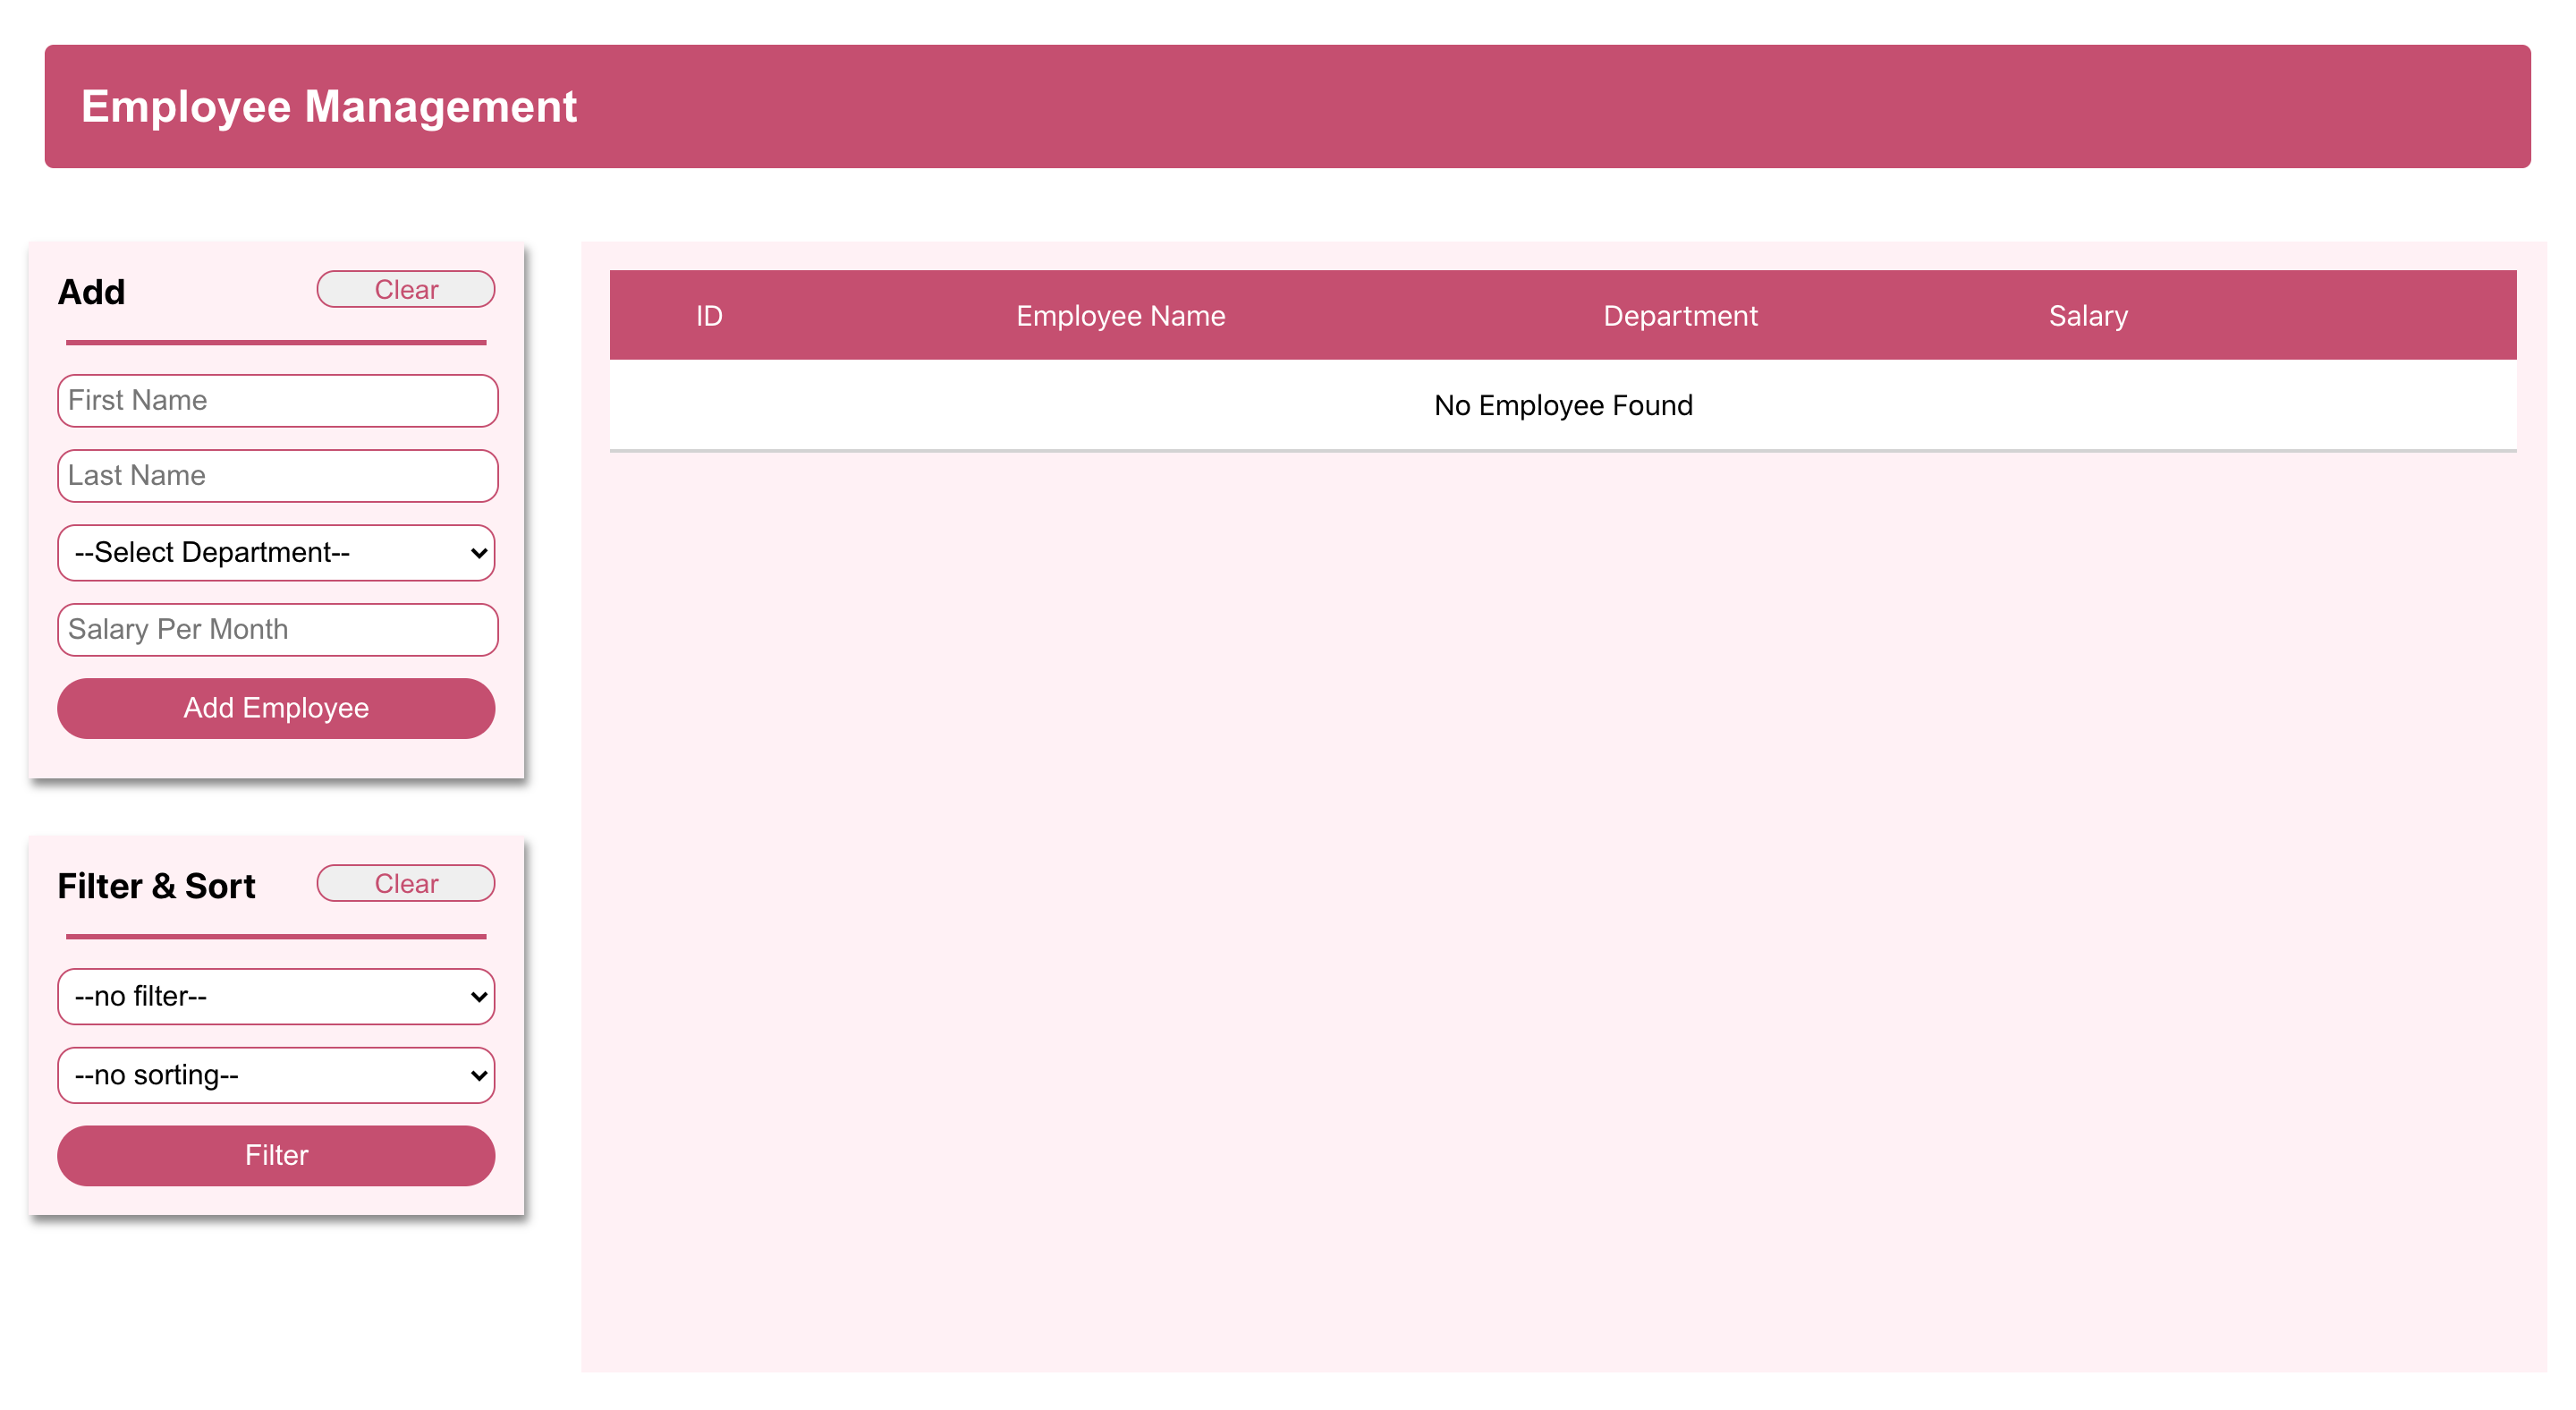 Employee Management
Add
Clear
First Name
Last Name
--Select Department--
Salary Per Month
Add Employee
Filter & Sort
Clear
--no filter--
--no sorting--
Filter
ID Employee Name Department Salary
No Employee Found